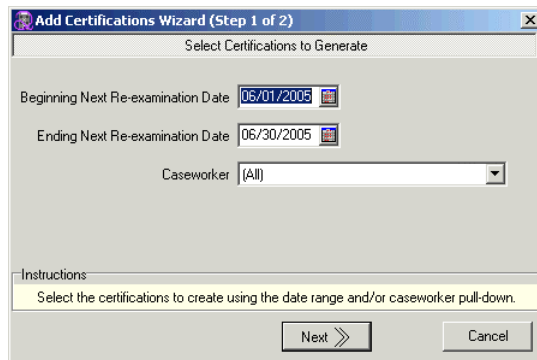 Add Certifications Wizard (Step 1 of 2)
Select Certifications to Generate
Beginning Next Re-examination Date 06/01/2005
Ending Next Re-examination Date 06/30/2005
Caseworker (All)
Instructions
Select the certifications to create using the date range and/or caseworker pull-down.
Next Cancel